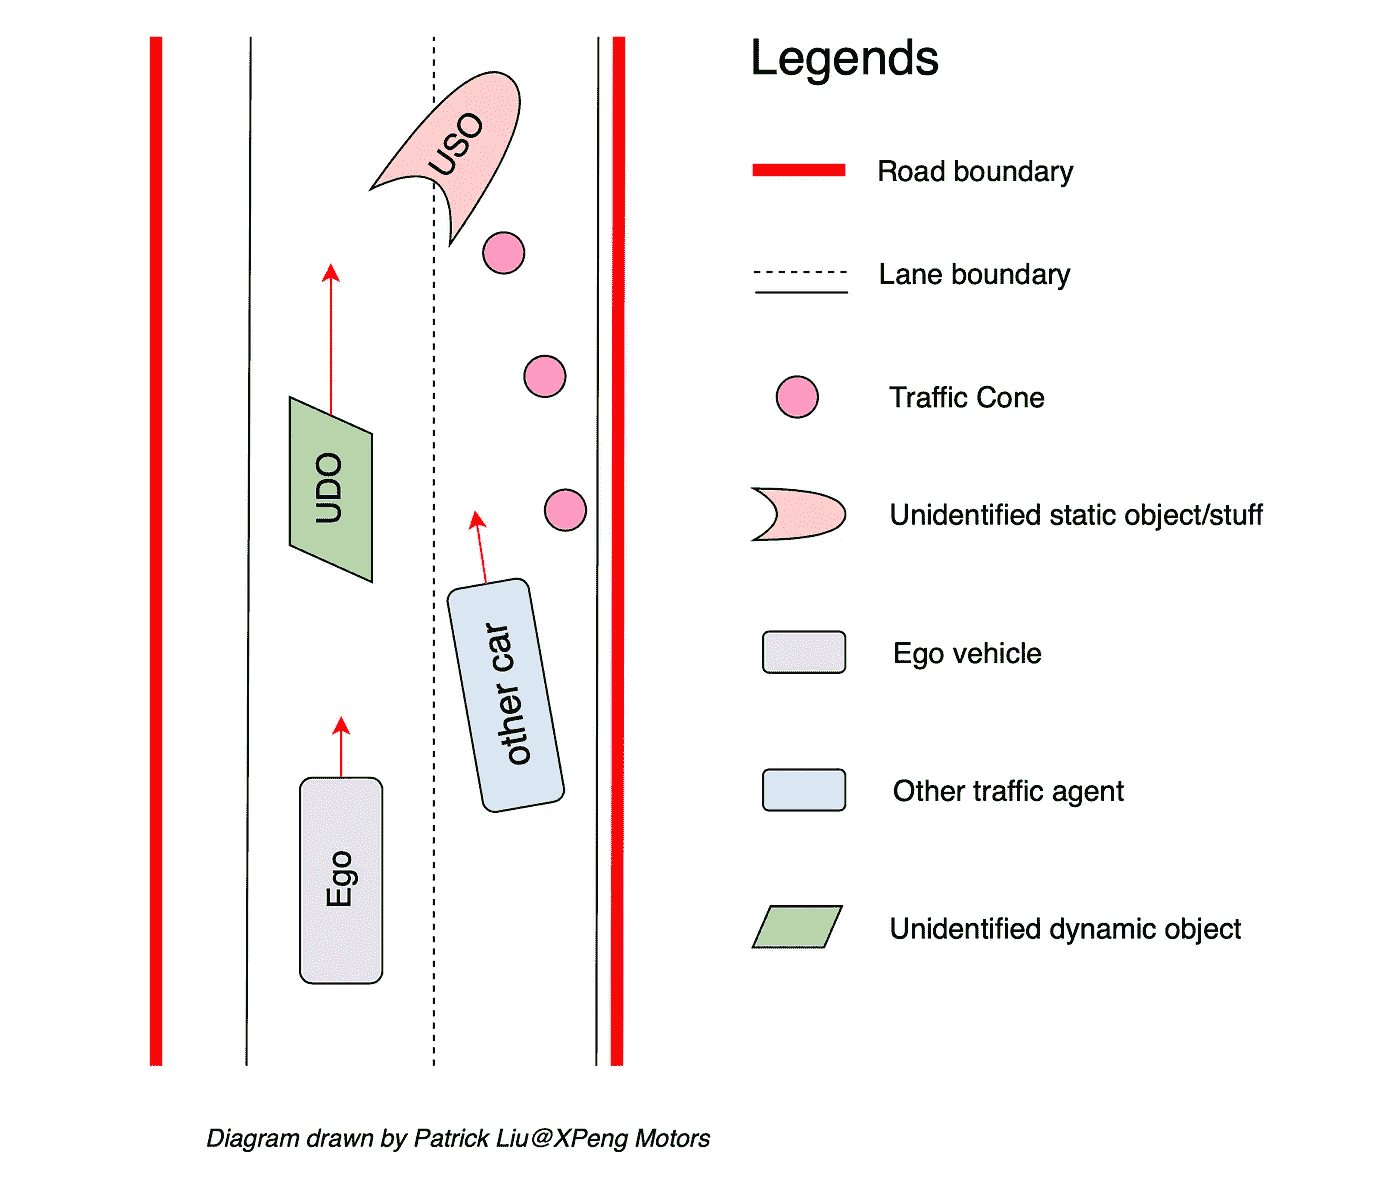 Legends
Road boundary
Lane boundary
Traffic Cone
Unidentified static object/stuff
Ego vehicle
Other traffic agent
Unidentified dynamic object
USO
UDO
other car
Ego
Diagram drawn by Patrick Liu@XPeng Motors